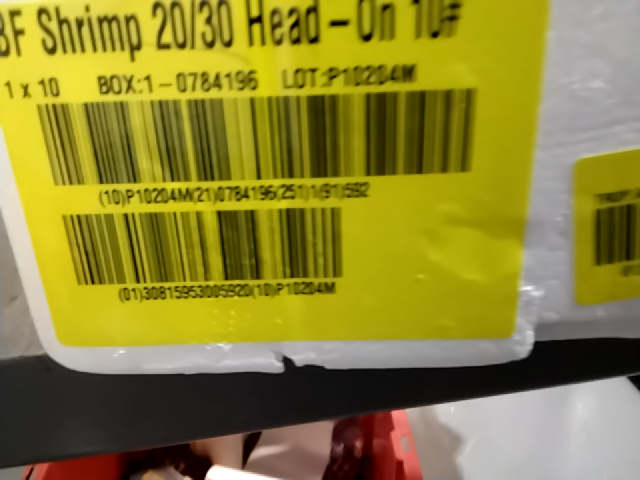 BF Shrimp 20/30 Head-On 10#
1 x 10 BOX:1-0784196 LOT:P10204M
(10)P10204M(21)0784196(251)1(91)592
(01)30815953005920(10)P10204M